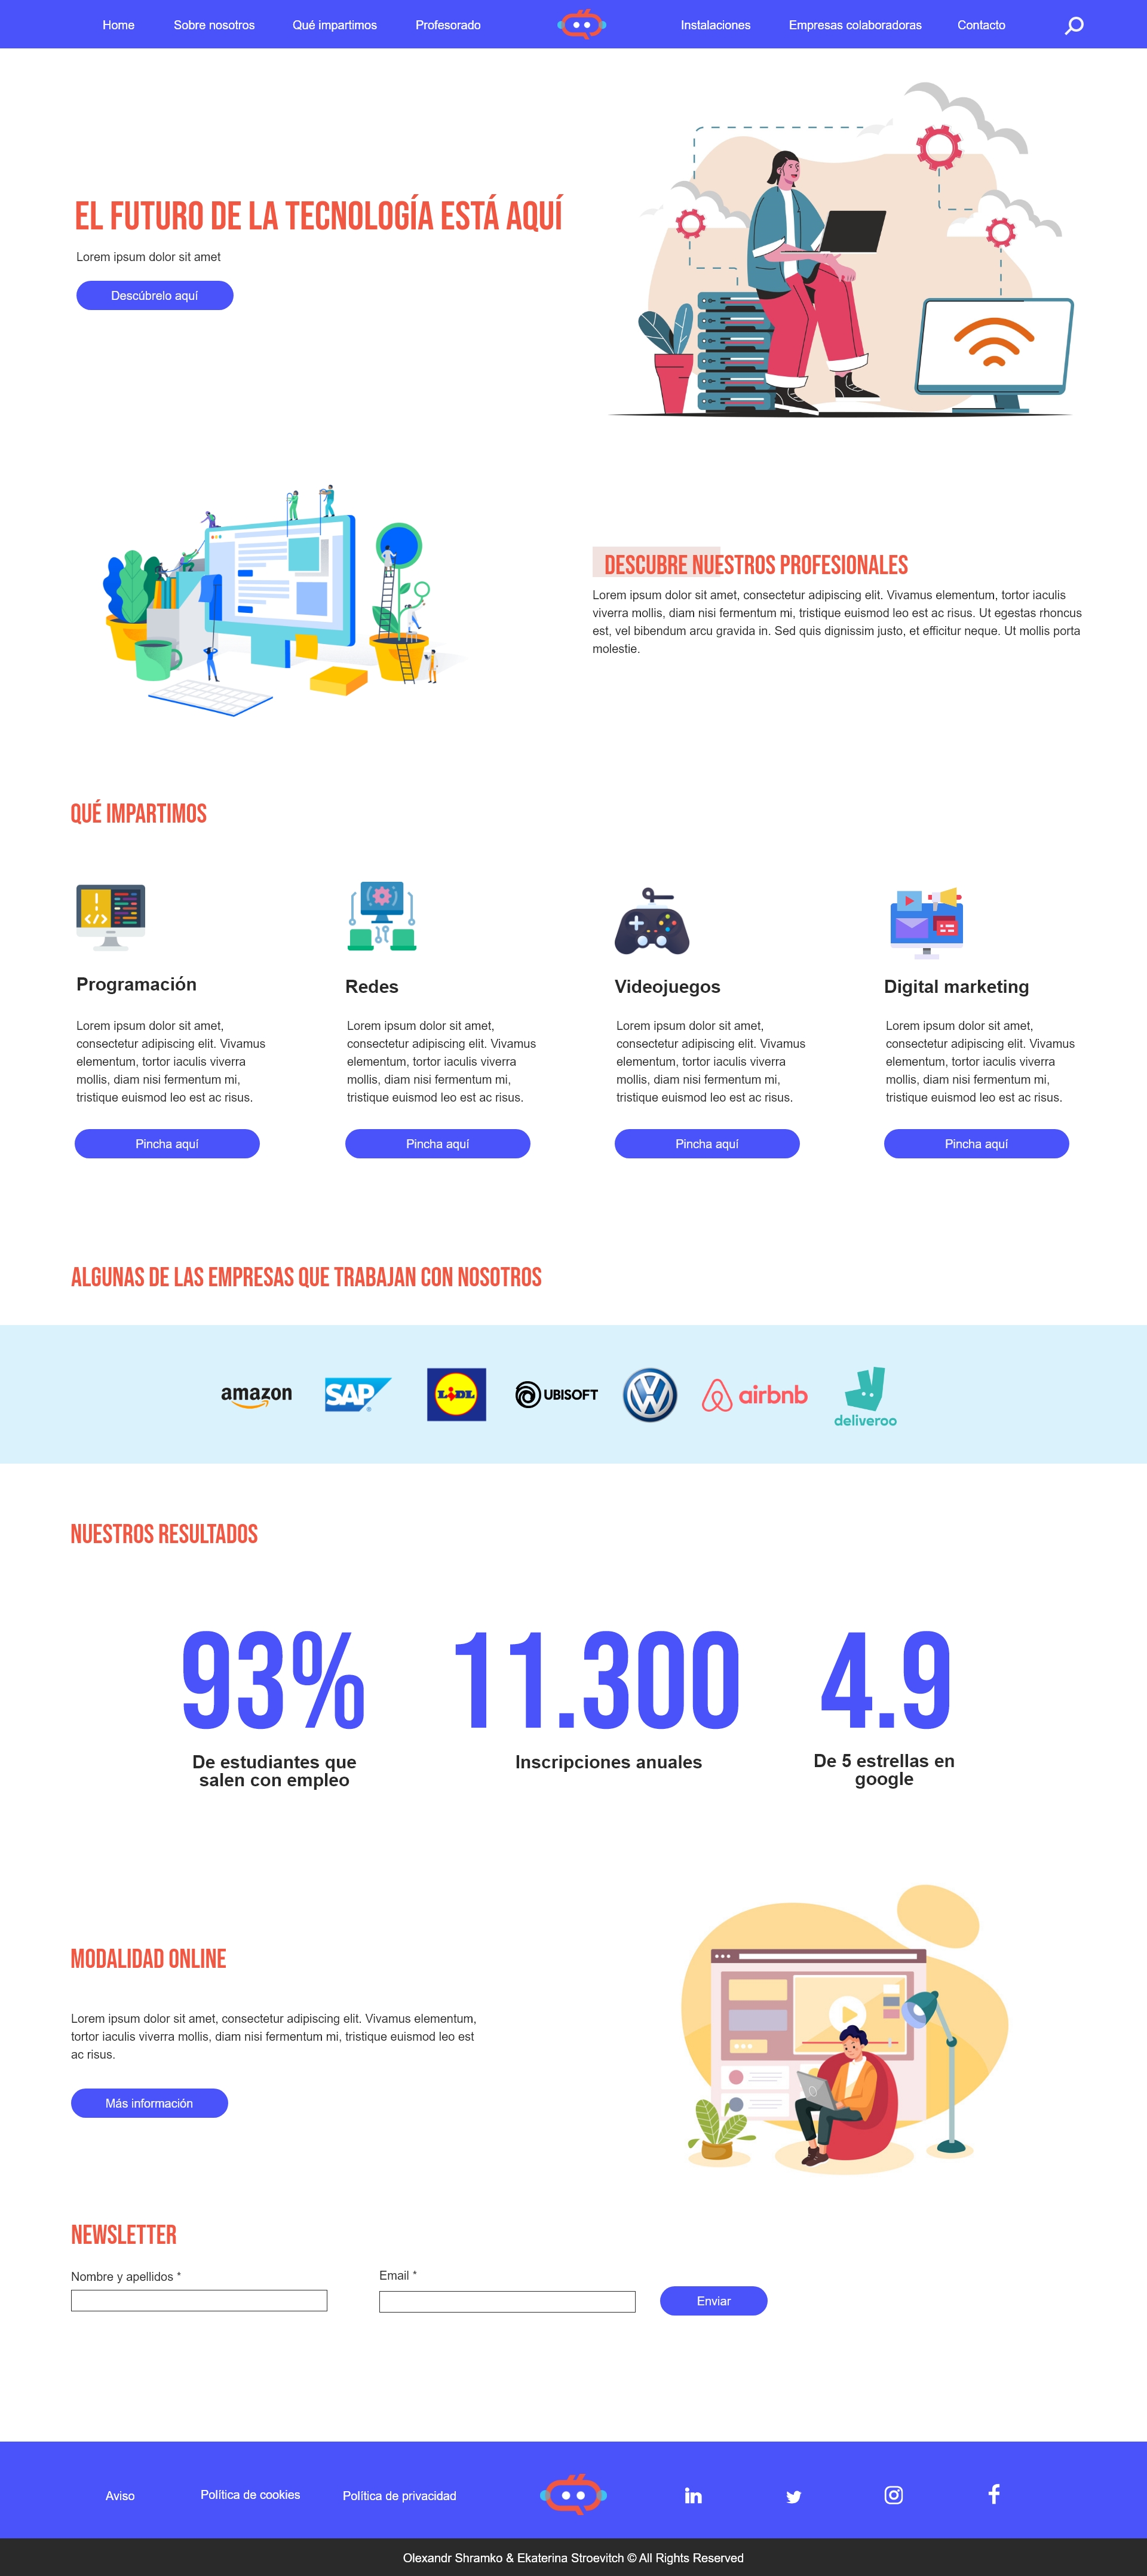 Home Sobre nosotros Qué impartimos Profesorado Instalaciones Empresas colaboradoras Contacto
EL FUTURO DE LA TECNOLOGÍA ESTÁ AQUÍ
Lorem ipsum dolor sit amet
Descúbrelo aquí
DESCUBRE NUESTROS PROFESIONALES
Lorem ipsum dolor sit amet, consectetur adipiscing elit. Vivamus elementum, tortor iaculis
viverra mollis, diam nisi fermentum mi, tristique euismod leo est ac risus. Ut egestas rhoncus
est, vel bibendum arcu gravida in. Sed quis dignissim justo, et efficitur neque. Ut mollis porta
molestie.
QUÉ IMPARTIMOS
Programación
Lorem ipsum dolor sit amet,
consectetur adipiscing elit. Vivamus
elementum, tortor iaculis viverra
mollis, diam nisi fermentum mi,
tristique euismod leo est ac risus.
Pincha aquí
Redes
Lorem ipsum dolor sit amet,
consectetur adipiscing elit. Vivamus
elementum, tortor iaculis viverra
mollis, diam nisi fermentum mi,
tristique euismod leo est ac risus.
Pincha aquí
Videojuegos
Lorem ipsum dolor sit amet,
consectetur adipiscing elit. Vivamus
elementum, tortor iaculis viverra
mollis, diam nisi fermentum mi,
tristique euismod leo est ac risus.
Pincha aquí
Digital marketing
Lorem ipsum dolor sit amet,
consectetur adipiscing elit. Vivamus
elementum, tortor iaculis viverra
mollis, diam nisi fermentum mi,
tristique euismod leo est ac risus.
Pincha aquí
ALGUNAS DE LAS EMPRESAS QUE TRABAJAN CON NOSOTROS
amazon SAP LIDL UBISOFT VW airbnb deliveroo
NUESTROS RESULTADOS
93%
De estudiantes que
salen con empleo
11.300
Inscripciones anuales
4.9
De 5 estrellas en
google
MODALIDAD ONLINE
Lorem ipsum dolor sit amet, consectetur adipiscing elit. Vivamus elementum,
tortor iaculis viverra mollis, diam nisi fermentum mi, tristique euismod leo est
ac risus.
Más información
NEWSLETTER
Nombre y apellidos *
Email *
Enviar
Aviso Política de cookies Política de privacidad
Olexandr Shramko & Ekaterina Stroevitch © All Rights Reserved